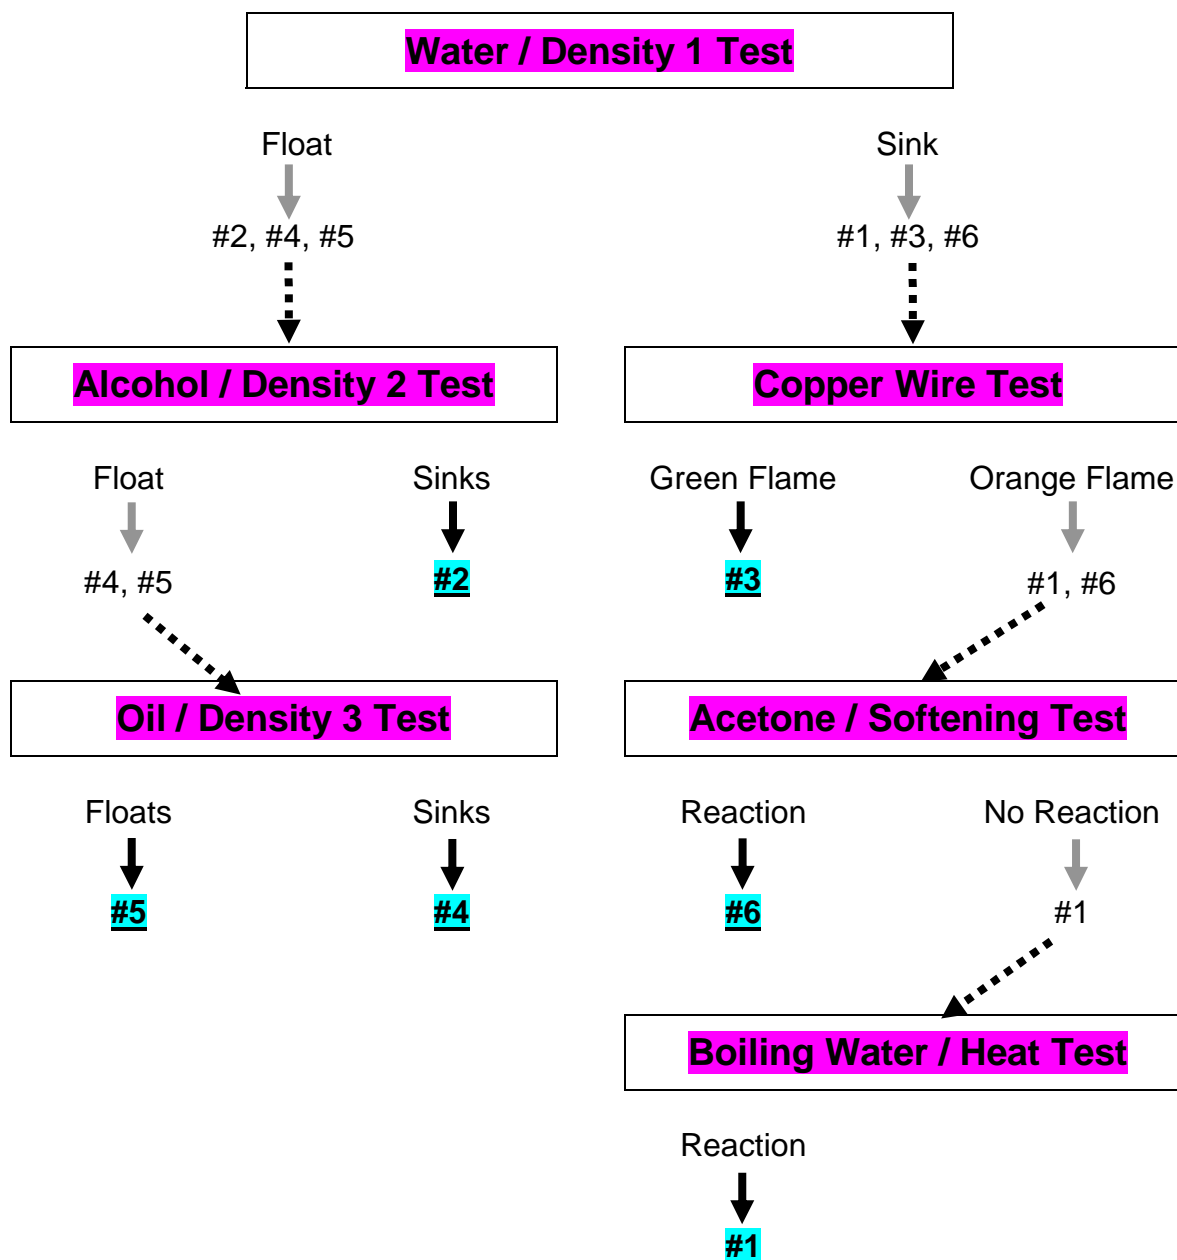 Water / Density 1 Test
Float
Sink
#2, #4, #5
#1, #3, #6
Alcohol / Density 2 Test
Copper Wire Test
Float
Sinks
Green Flame
Orange Flame
#4, #5
#2
#3
#1, #6
Oil / Density 3 Test
Acetone / Softening Test
Floats
Sinks
Reaction
No Reaction
#5
#4
#6
#1
Boiling Water / Heat Test
Reaction
#1